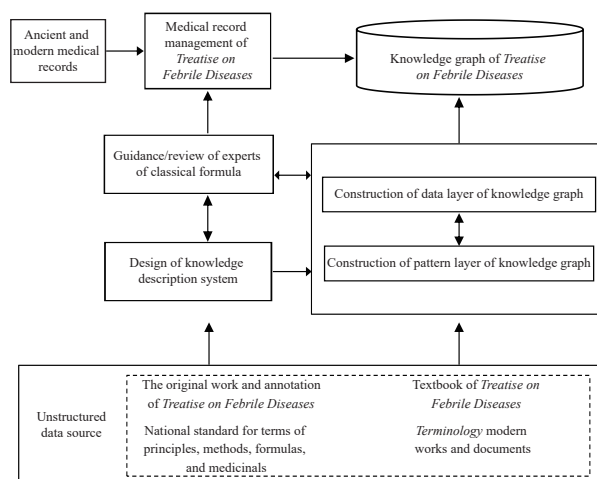 Ancient and
modern medical
records
Medical record
management of
Treatise on
Febrile Diseases
Knowledge graph of Treatise
on Febrile Diseases
Guidance/review of experts
of classical formula
Construction of data layer of knowledge graph
Design of knowledge
description system
Construction of pattern layer of knowledge graph
Unstructured
data source
The original work and annotation
of Treatise on Febrile Diseases
National standard for terms of
principles, methods, formulas,
and medicinals
Textbook of Treatise on
Febrile Diseases
Terminology modern
works and documents